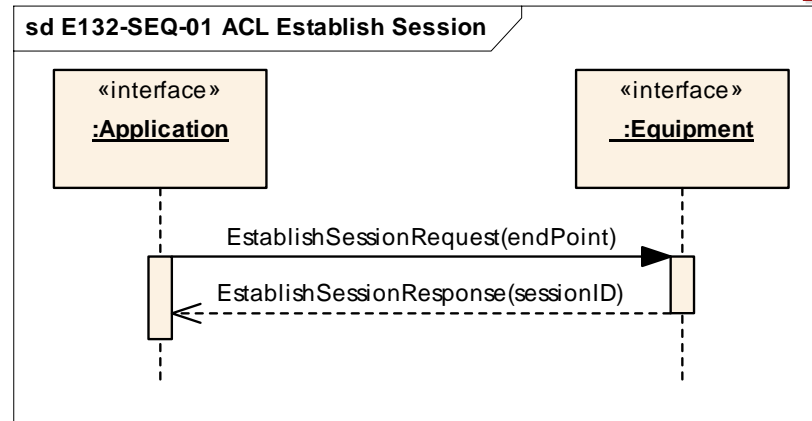 sd E132-SEQ-01 ACL Establish Session
«interface»
:Application
«interface»
:Equipment
EstablishSessionRequest(endPoint)
EstablishSessionResponse(sessionID)